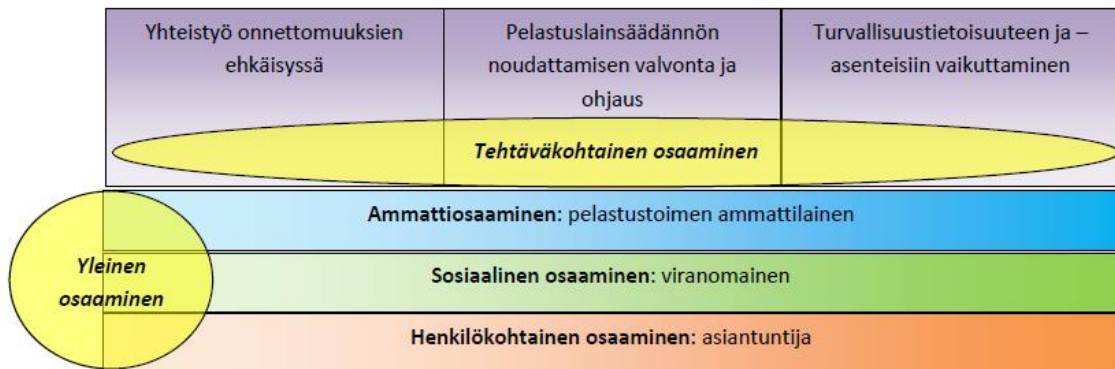 Yhteistyö onnettomuuksien
ehkäisyssä
Pelastuslainsäädännön
noudattamisen valvonta ja
ohjaus
Turvallisuustietoisuuteen ja –
asenteisiin vaikuttaminen
Tehtäväkohtainen osaaminen
Yleinen
osaaminen
Ammattiosaaminen: pelastustoimen ammattilainen
Sosiaalinen osaaminen: viranomainen
Henkilökohtainen osaaminen: asiantuntija